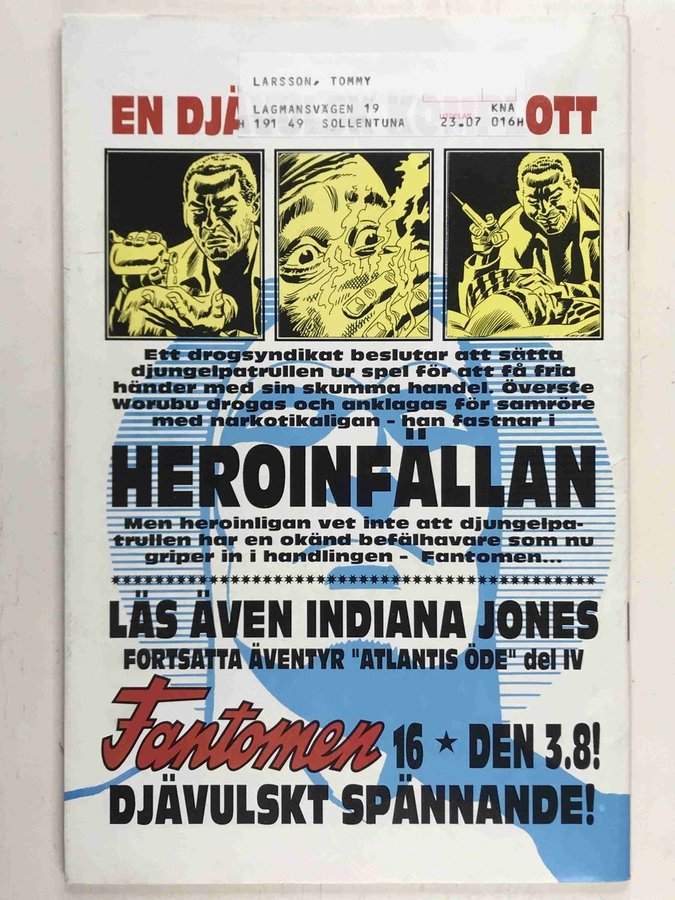 LARSSON, TOMMY
LAGMANSVÄGEN 19 KNA
H 191 49 SOLLENTUNA 23.07 016H
EN DJÄ OTT
Ett drogsyndikat beslutar att sätta
djungelpatrullen ur spel för att få fria
händer med sin skumma handel. Överste
Worubu drogas och anklagas för samröre
med narkotikaligan – han fastnar i
HEROINFÄLLAN
Men heroinligan vet inte att djungelpa-
trullen har en okänd befälhavare som nu
griper in i handlingen – Fantomen...
LÄS ÄVEN INDIANA JONES
FORTSATTA ÄVENTYR "ATLANTIS ÖDE" del IV
Fantomen 16 ★ DEN 3.8!
DJÄVULSKT SPÄNNANDE!